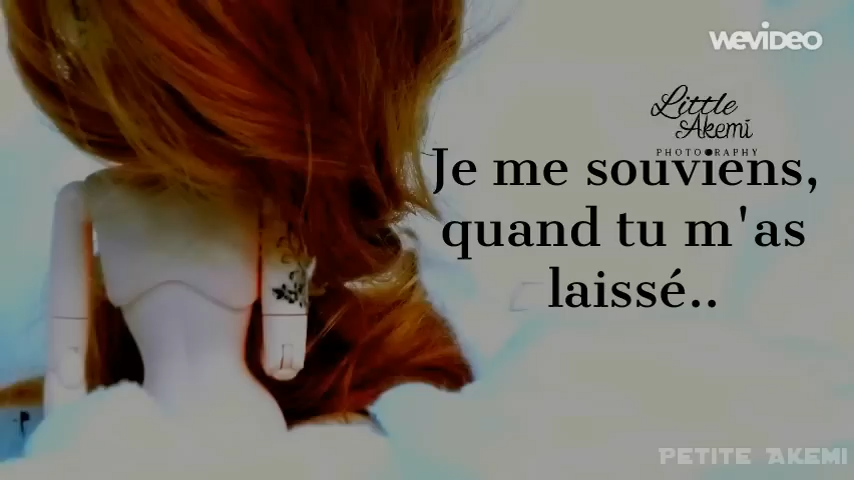 wevideo
Little
Akemi
PHOTOGRAPHY
Je me souviens,
quand tu m'as
laissé..
PETITE AKEMI